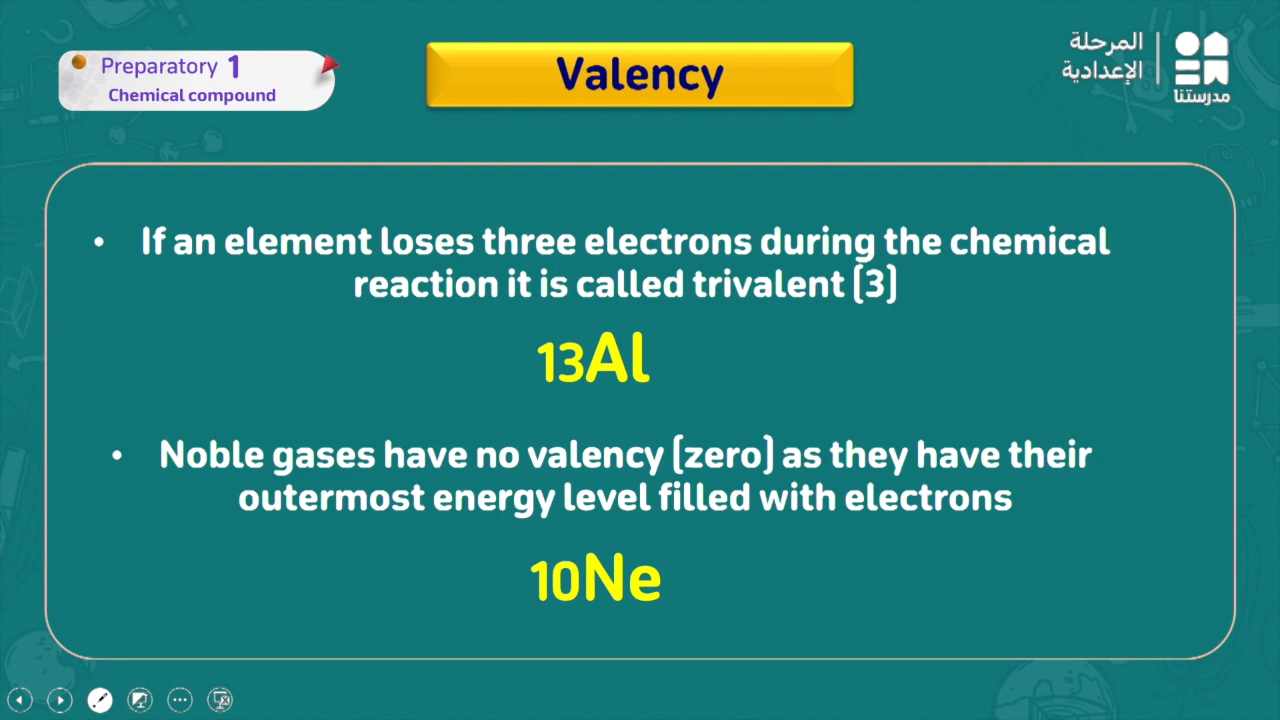 Preparatory 1
Chemical compound
Valency
المرحلة
الإعدادية
مدرستنا
• If an element loses three electrons during the chemical
reaction it is called trivalent (3)
13Al
• Noble gases have no valency (zero) as they have their
outermost energy level filled with electrons
10Ne